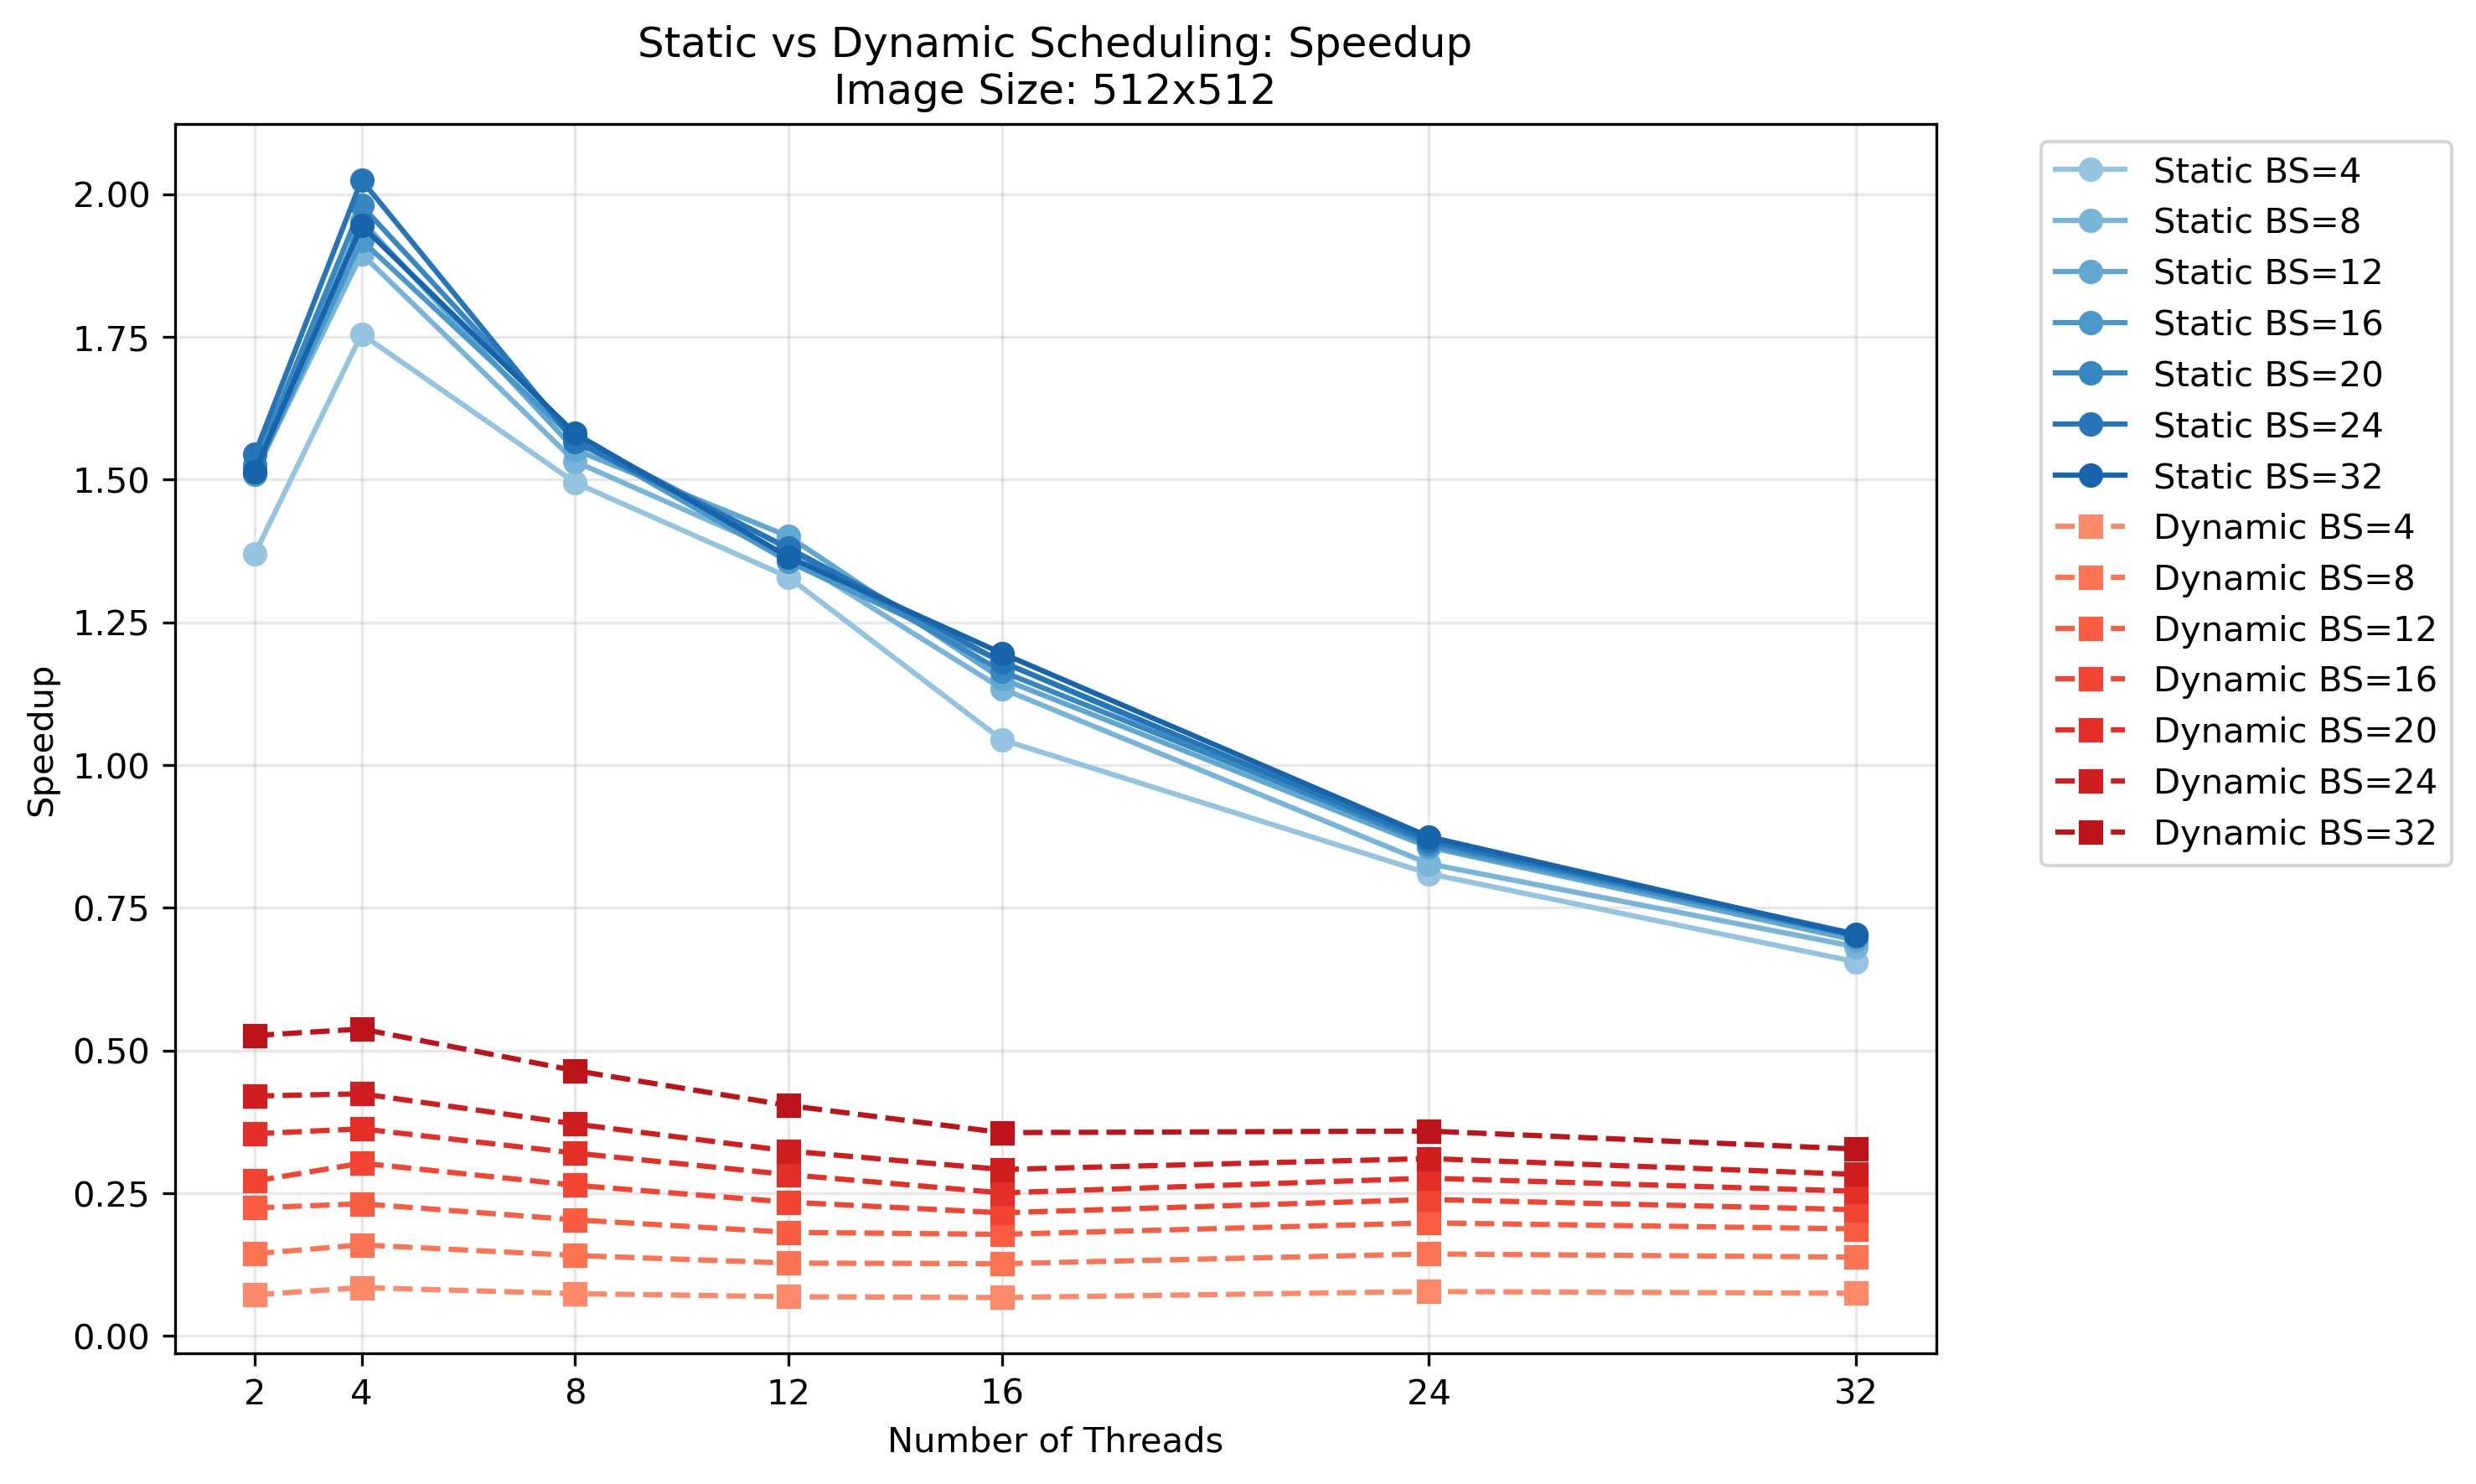 Static vs Dynamic Scheduling: Speedup
Image Size: 512x512
Speedup
2.00
1.75
1.50
1.25
1.00
0.75
0.50
0.25
0.00
2 4 8 12 16 24 32
Number of Threads
Static BS=4
Static BS=8
Static BS=12
Static BS=16
Static BS=20
Static BS=24
Static BS=32
Dynamic BS=4
Dynamic BS=8
Dynamic BS=12
Dynamic BS=16
Dynamic BS=20
Dynamic BS=24
Dynamic BS=32